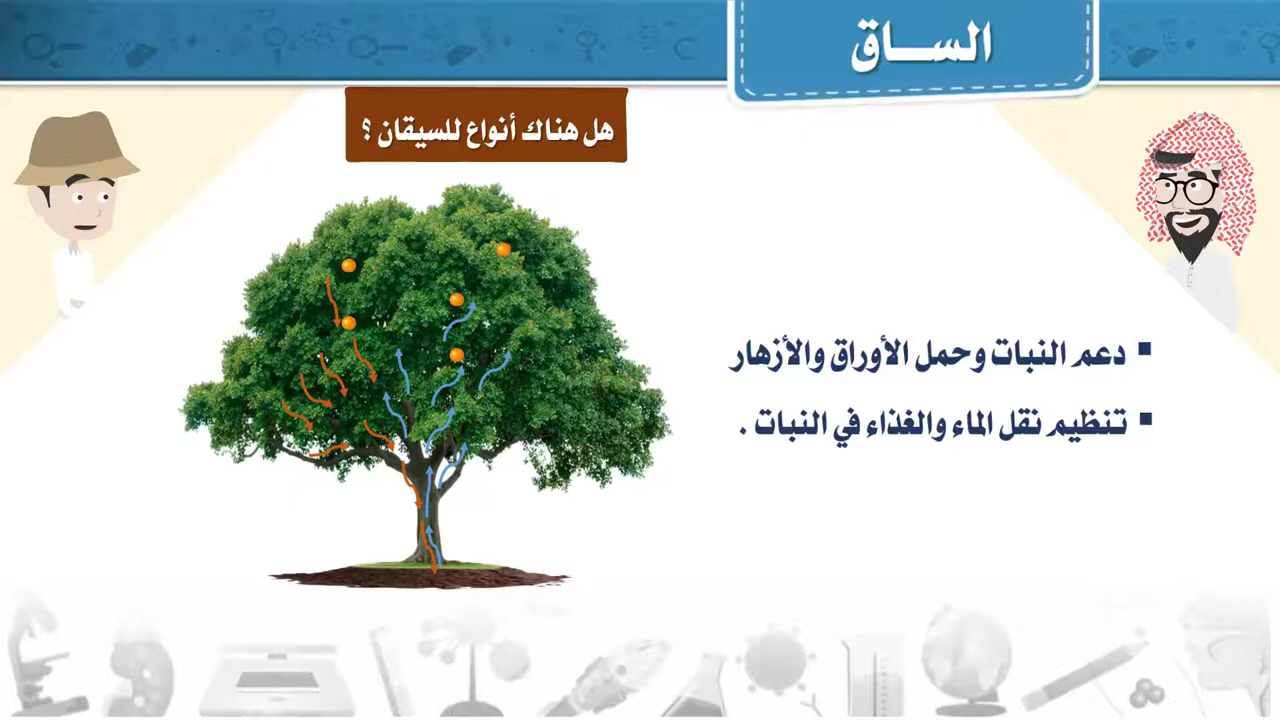 الساق
هل هناك أنواع للسيقان ؟
▪ دعم النبات وحمل الأوراق والأزهار
▪ تنظيم نقل الماء والغذاء في النبات .